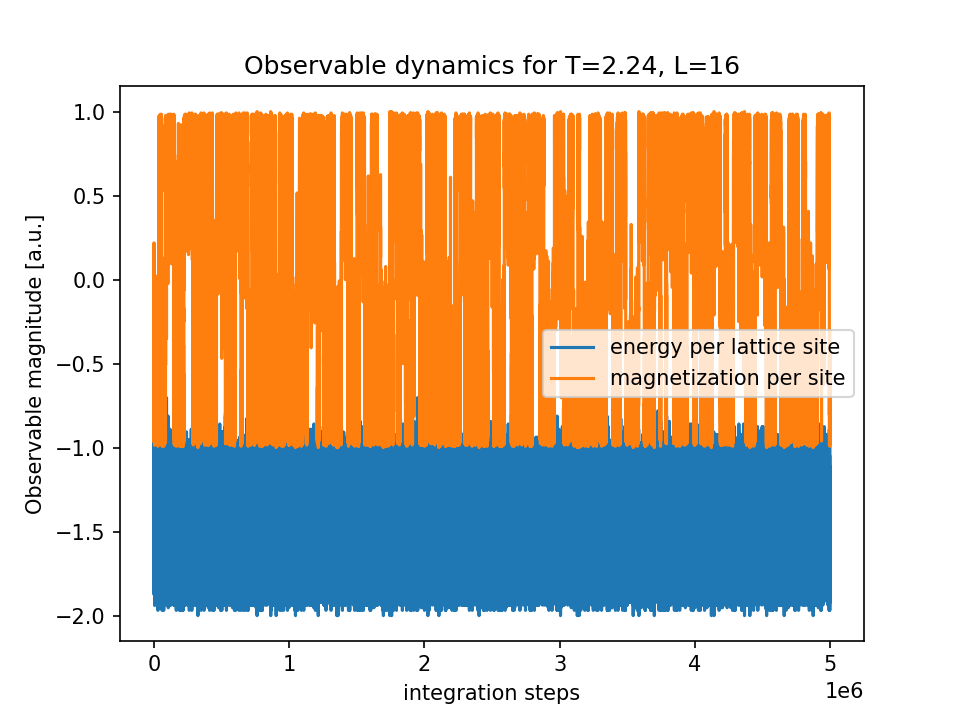 Observable dynamics for T=2.24, L=16
Observable magnitude [a.u.]
1.0
0.5
0.0
−0.5
−1.0
−1.5
−2.0
energy per lattice site
magnetization per site
0 1 2 3 4 5
1e6
integration steps